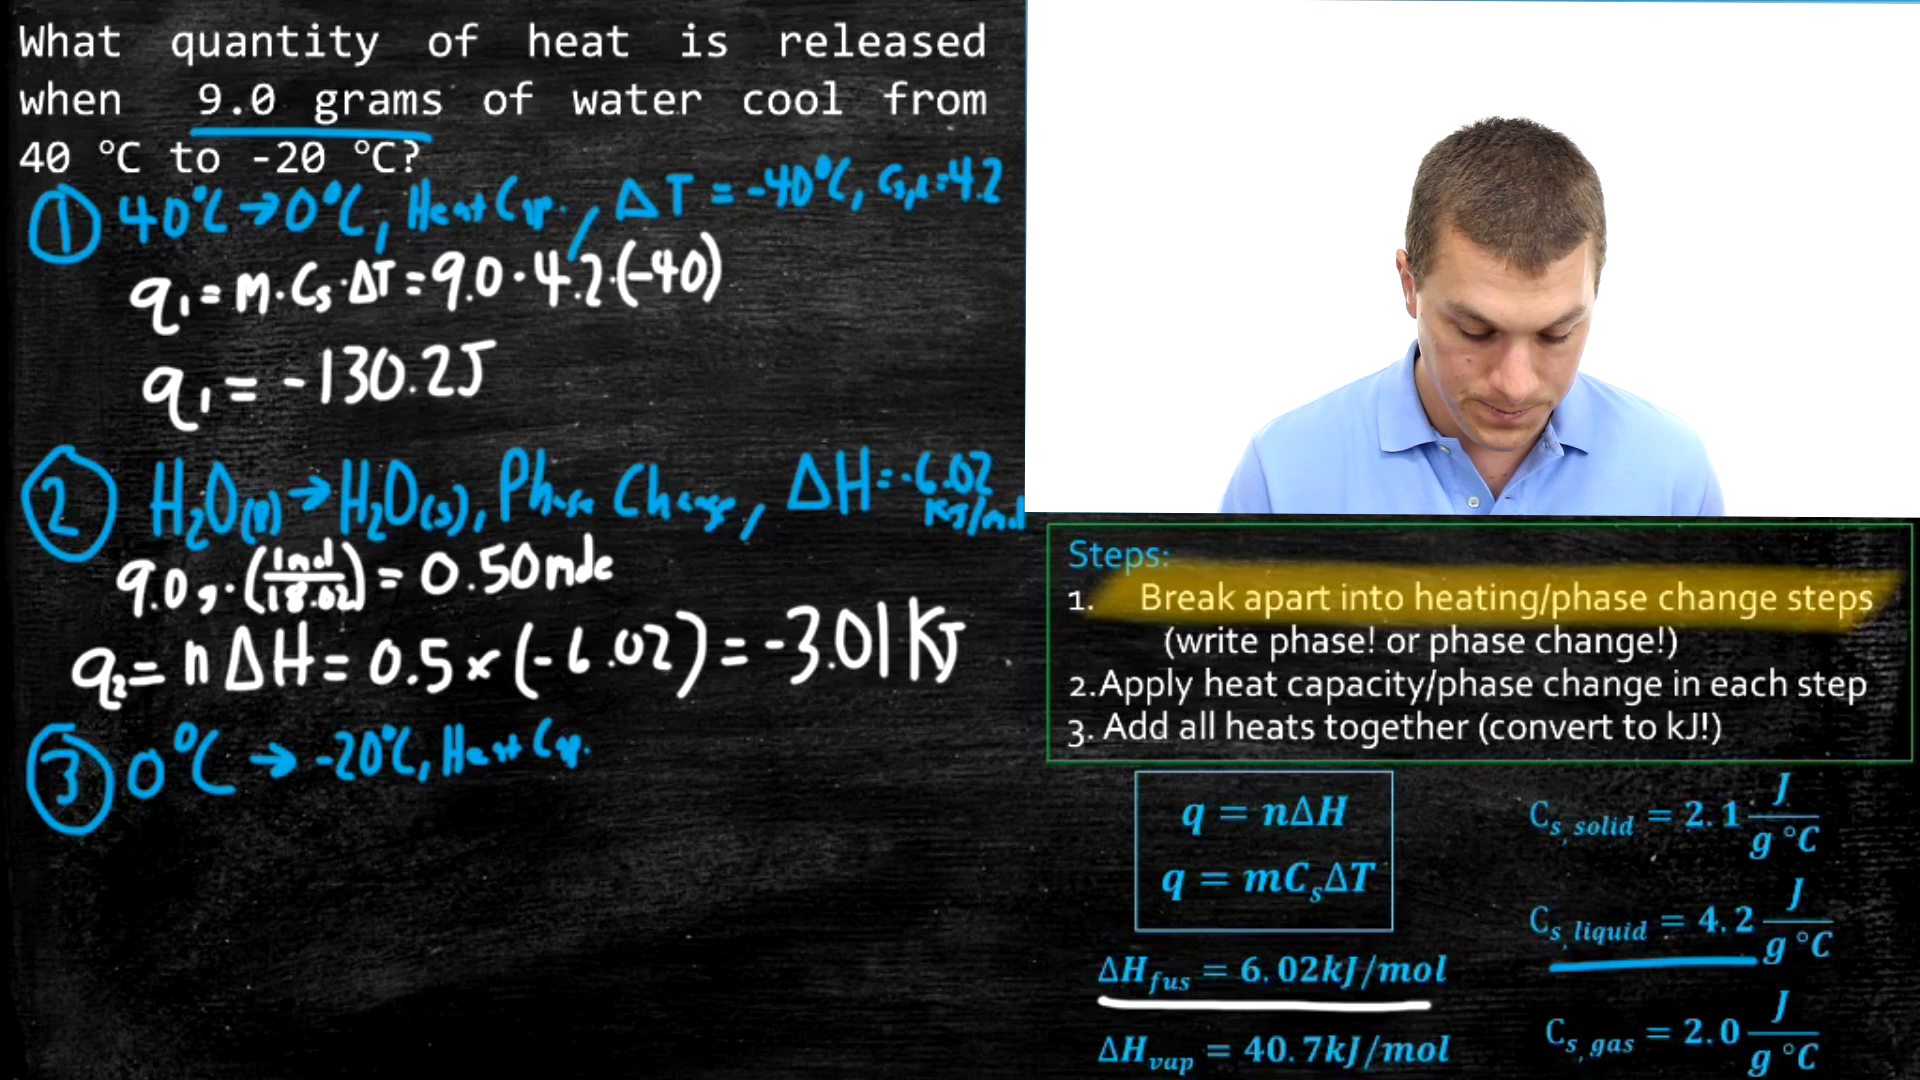 What quantity of heat is released
when 9.0 grams of water cool from
40 °C to -20 °C?
① 40°C → 0°C, Heat Cap., ΔT = -40°C, Cs,l = 4.2
q₁ = m · Cs · ΔT = 9.0 · 4.2 · (-40)
q₁ = -130.2J
② H₂O(l) → H₂O(s), Phase Change, ΔH = -6.02
KJ/mol
9.0 g · (1mol/18.02) = 0.50 mole
q₂ = nΔH = 0.5 × (-6.02) = -3.01 KJ
③ 0°C → -20°C, Heat Cap.
Steps:
1. Break apart into heating/phase change steps
(write phase! or phase change!)
2.Apply heat capacity/phase change in each step
3. Add all heats together (convert to kJ!)
q = nΔH
q = mCsΔT
ΔHfus = 6.02kJ/mol
ΔHvap = 40.7kJ/mol
Cs, solid = 2.1 J/g °C
Cs, liquid = 4.2 J/g °C
Cs, gas = 2.0 J/g °C